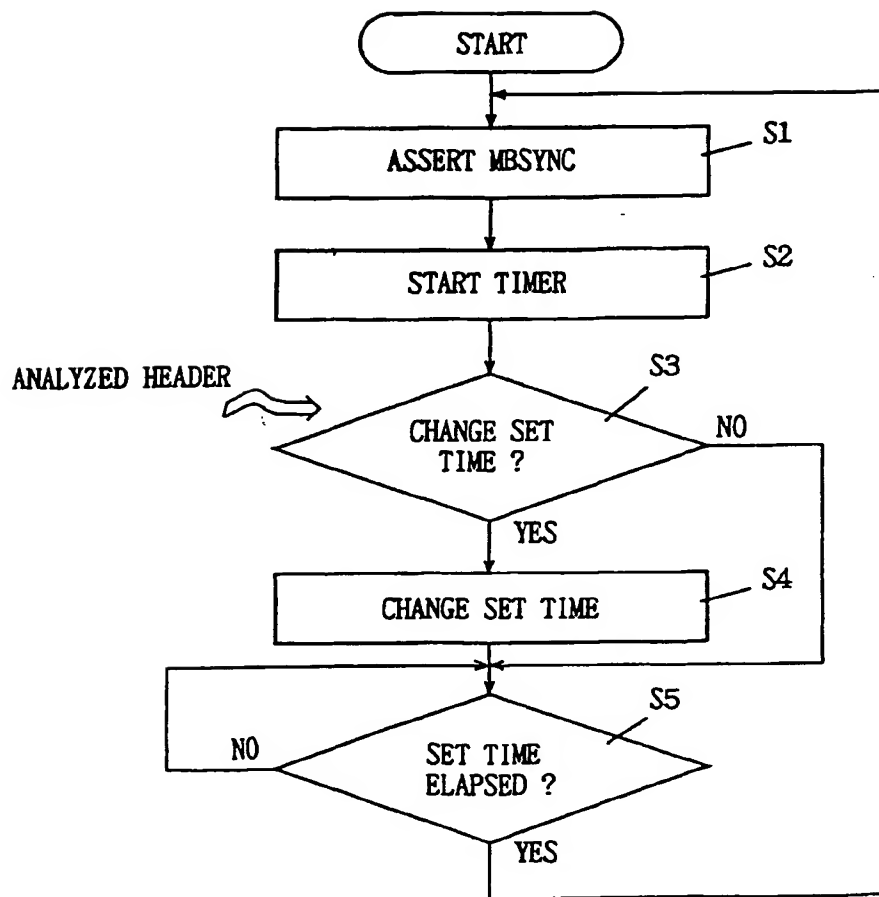 START
S1
ASSERT MBSYNC
S2
START TIMER
S3
ANALYZED HEADER
CHANGE SET
TIME ?
NO
YES
S4
CHANGE SET TIME
S5
NO
SET TIME
ELAPSED ?
YES